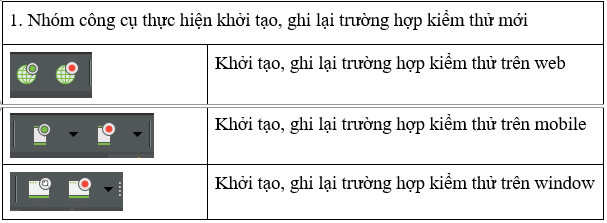 1. Nhóm công cụ thực hiện khởi tạo, ghi lại trường hợp kiểm thử mới
Khởi tạo, ghi lại trường hợp kiểm thử trên web
Khởi tạo, ghi lại trường hợp kiểm thử trên mobile
Khởi tạo, ghi lại trường hợp kiểm thử trên window